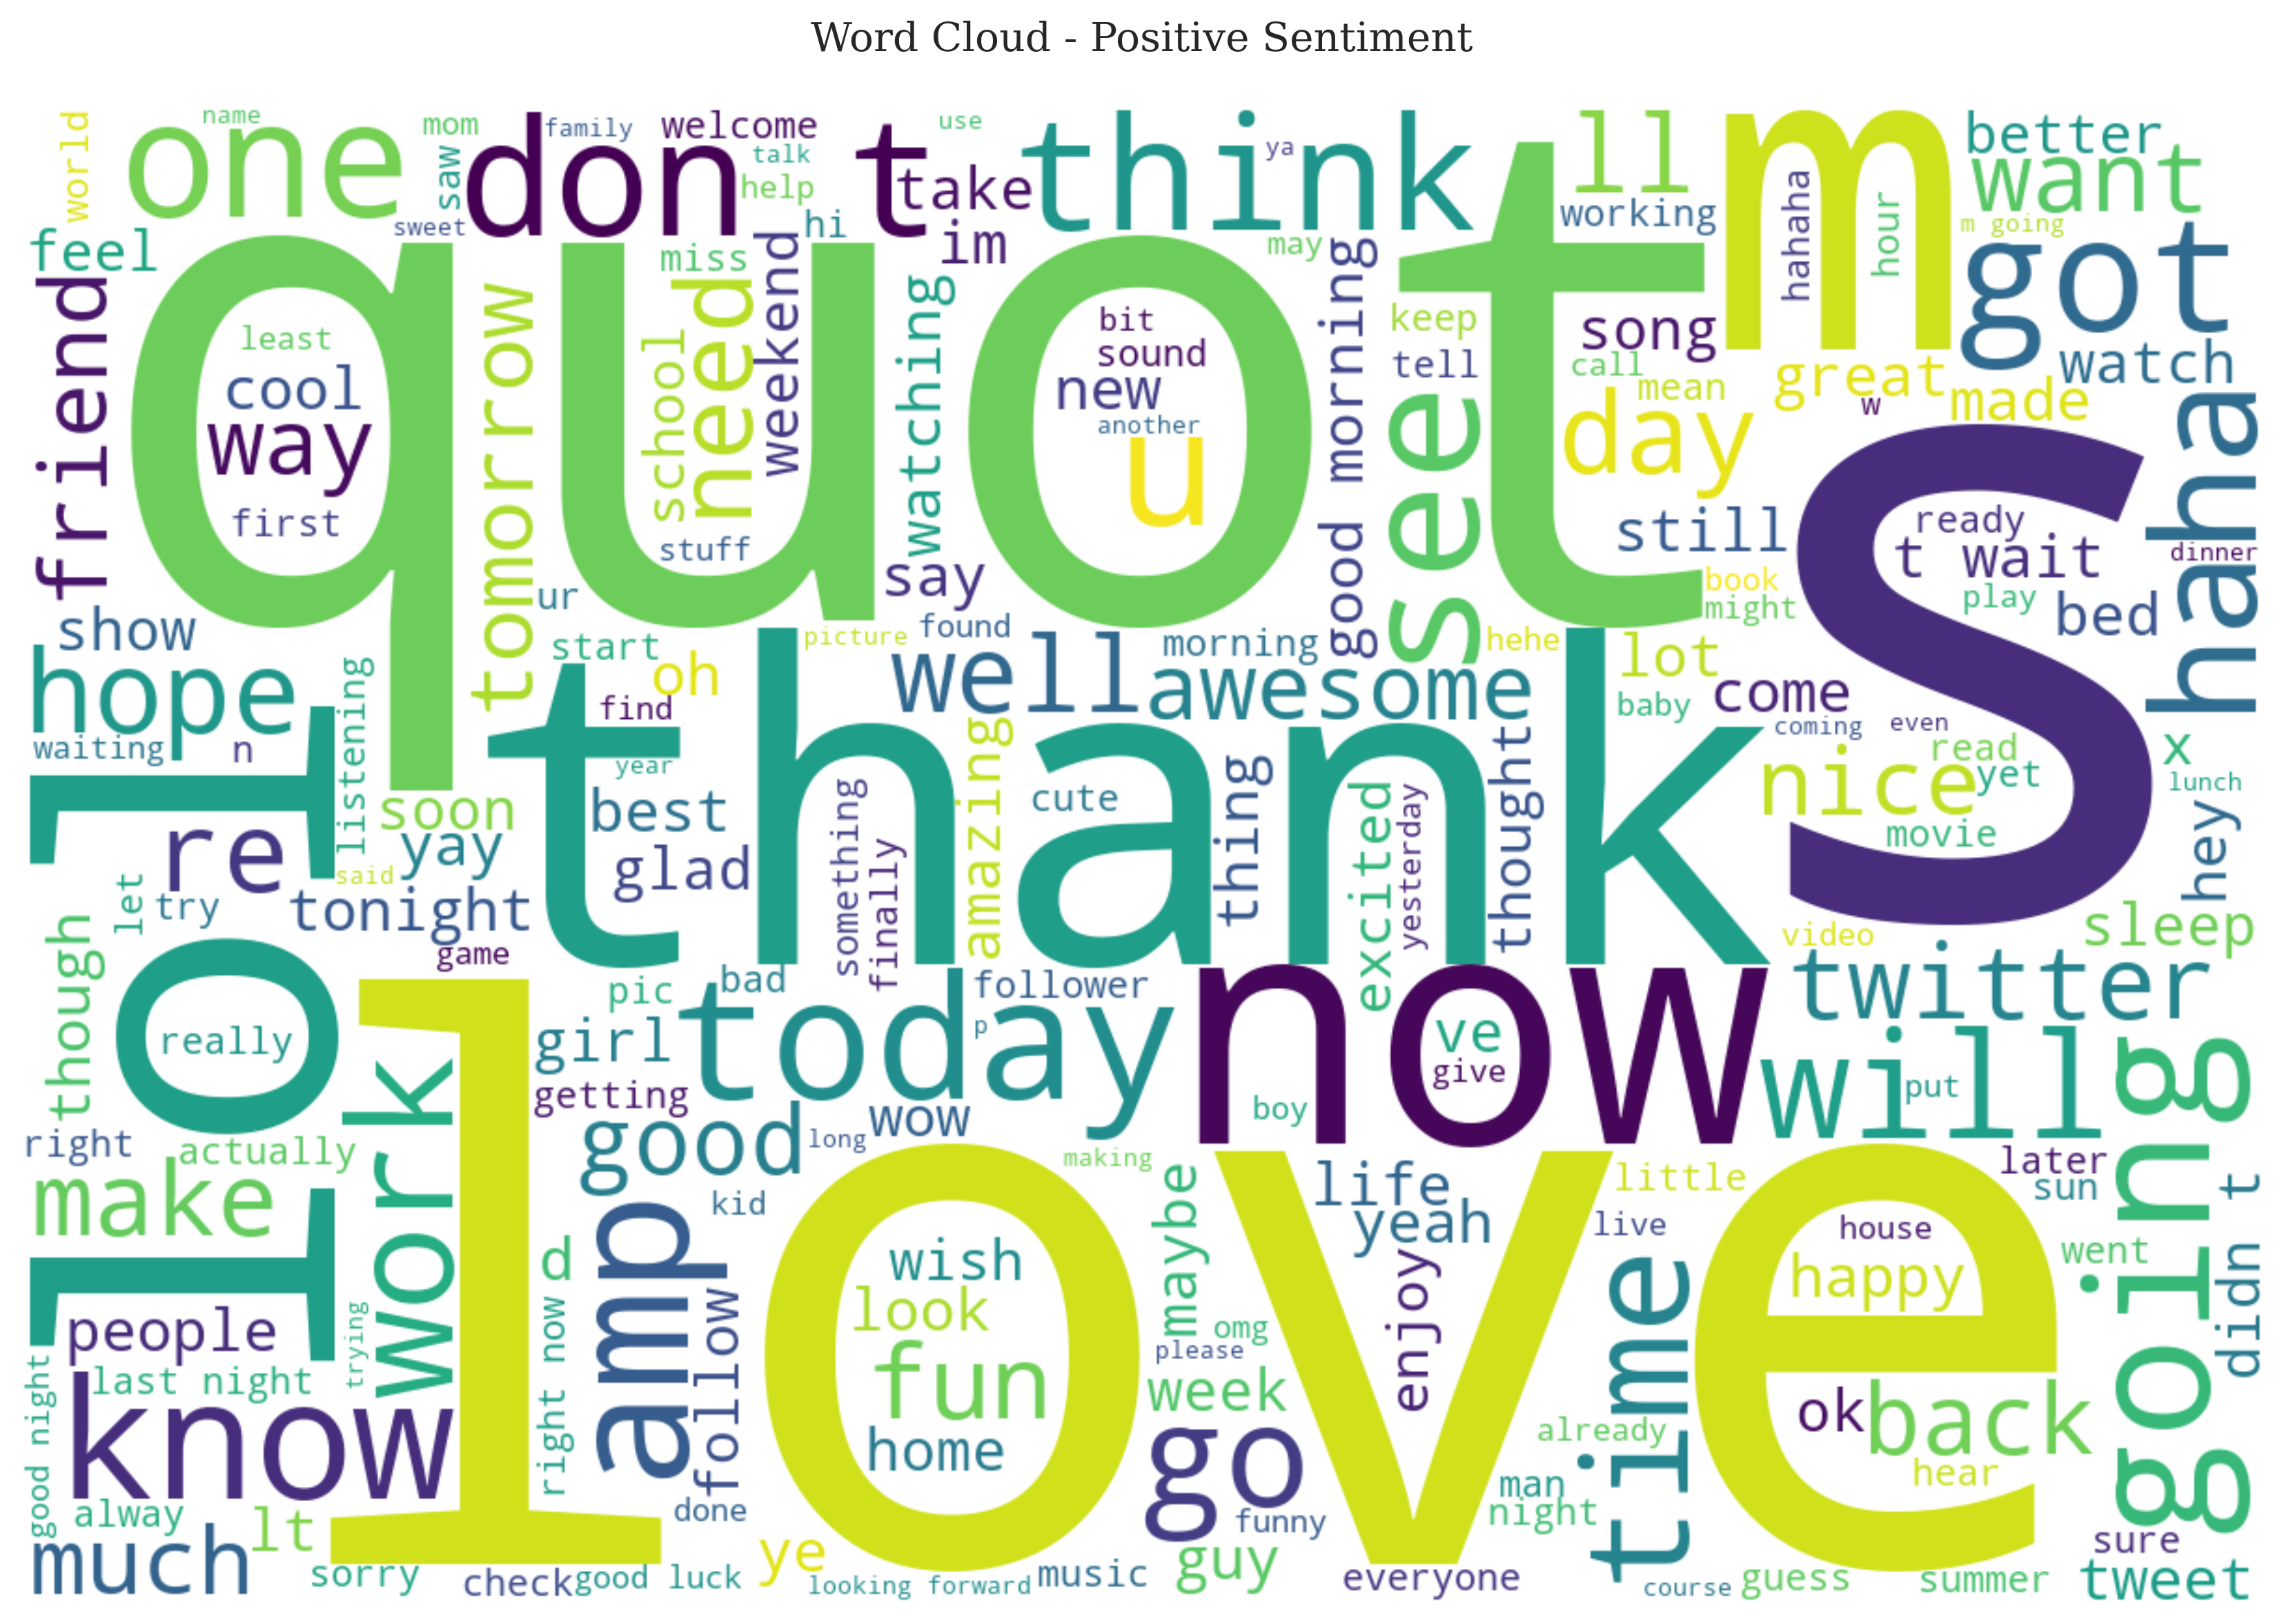 Word Cloud - Positive Sentiment
world
name
one
mom
saw
sweet
don t
family
welcome
talk
help
hi
take
im
use
think
ya
may
ll
working
m
hahaha
hour
better
want
m going
got
feel
friend
quot
least
cool
way
first
tomorrow
miss
school
need
weekend
stuff
watching
bit
sound
new
another
u
good morning
keep
tell
see
song
call
mean
day
great
w
made
watch
haha
still
book
might
s
ready
t wait
play
bed
dinner
say
ur
show
hope
waiting
n
listening
start
oh
find
picture
found
well
morning
awesome
hehe
lot
baby
come
coming
even
read
nice
yet
movie
x
lunch
hey
lol
re
soon
yay
said
tonight
let
try
though
really
thank
year
best
glad
something
finally
amazing
cute
thing
excited
yesterday
thought
video
sleep
game
pic
bad
follower
girl
today
p
getting
now
ve
give
twitter
will
put
going
work
right
actually
make
good
long
wow
boy
making
love
kid
amp
follow
d
right now
trying
people
last night
know
good night
alway
lt
much
sorry
check
good luck
done
wish
look
fun
home
maybe
omg
please
week
go
funny
guy
life
yeah
enjoy
little
live
time
already
man
night
house
happy
ok
back
hear
later
sun
went
didn t
ye
looking forward
music
everyone
course
guess
summer
sure
tweet